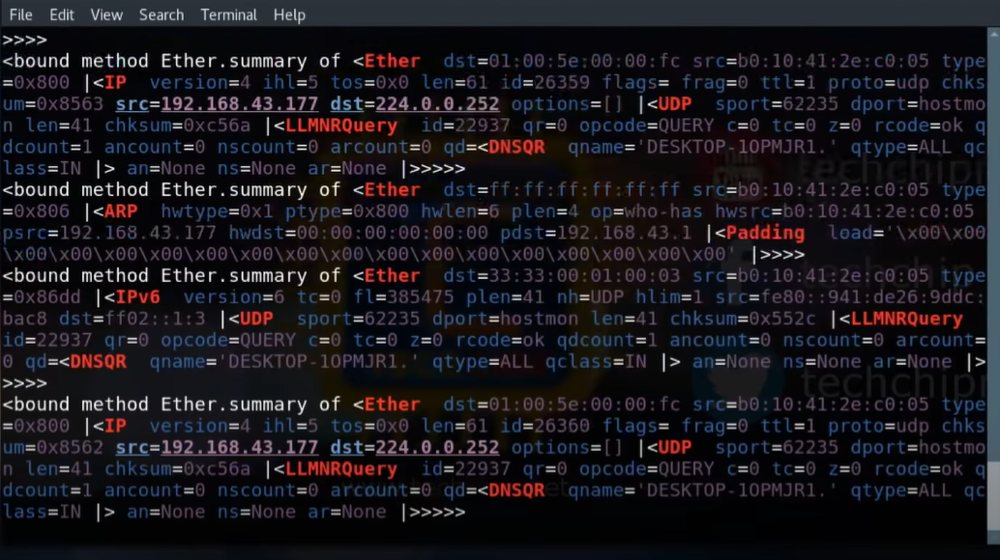 File Edit View Search Terminal Help
>>>>
<bound method Ether.summary of <Ether  dst=01:00:5e:00:00:fc src=b0:10:41:2e:c0:05 type
=0x800 |<IP  version=4 ihl=5 tos=0x0 len=61 id=26359 flags= frag=0 ttl=1 proto=udp chks
um=0x8563 src=192.168.43.177 dst=224.0.0.252 options=[] |<UDP  sport=62235 dport=hostmo
n len=41 chksum=0xc56a |<LLMNRQuery  id=22937 qr=0 opcode=QUERY c=0 tc=0 z=0 rcode=ok q
dcount=1 ancount=0 nscount=0 arcount=0 qd=<DNSQR  qname='DESKTOP-1OPMJR1.' qtype=ALL qc
lass=IN |> an=None ns=None ar=None |>>>>>
<bound method Ether.summary of <Ether  dst=ff:ff:ff:ff:ff:ff src=b0:10:41:2e:c0:05 type
=0x806 |<ARP  hwtype=0x1 ptype=0x800 hwlen=6 plen=4 op=who-has hwsrc=b0:10:41:2e:c0:05
psrc=192.168.43.177 hwdst=00:00:00:00:00:00 pdst=192.168.43.1 |<Padding  load='\x00\x00
\x00\x00\x00\x00\x00\x00\x00\x00\x00\x00\x00\x00\x00\x00' |>>>>
<bound method Ether.summary of <Ether  dst=33:33:00:01:00:03 src=b0:10:41:2e:c0:05 type
=0x86dd |<IPv6  version=6 tc=0 fl=385475 plen=41 nh=UDP hlim=1 src=fe80::941:de26:9ddc:
bac8 dst=ff02::1:3 |<UDP  sport=62235 dport=hostmon len=41 chksum=0x552c |<LLMNRQuery
id=22937 qr=0 opcode=QUERY c=0 tc=0 z=0 rcode=ok qdcount=1 ancount=0 nscount=0 arcount=
0 qd=<DNSQR  qname='DESKTOP-1OPMJR1.' qtype=ALL qclass=IN |> an=None ns=None ar=None |>
>>>>
<bound method Ether.summary of <Ether  dst=01:00:5e:00:00:fc src=b0:10:41:2e:c0:05 type
=0x800 |<IP  version=4 ihl=5 tos=0x0 len=61 id=26360 flags= frag=0 ttl=1 proto=udp chks
um=0x8562 src=192.168.43.177 dst=224.0.0.252 options=[] |<UDP  sport=62235 dport=hostmo
n len=41 chksum=0xc56a |<LLMNRQuery  id=22937 qr=0 opcode=QUERY c=0 tc=0 z=0 rcode=ok q
dcount=1 ancount=0 nscount=0 arcount=0 qd=<DNSQR  qname='DESKTOP-1OPMJR1.' qtype=ALL qc
lass=IN |> an=None ns=None ar=None |>>>>>
techchip
techchip
techchip